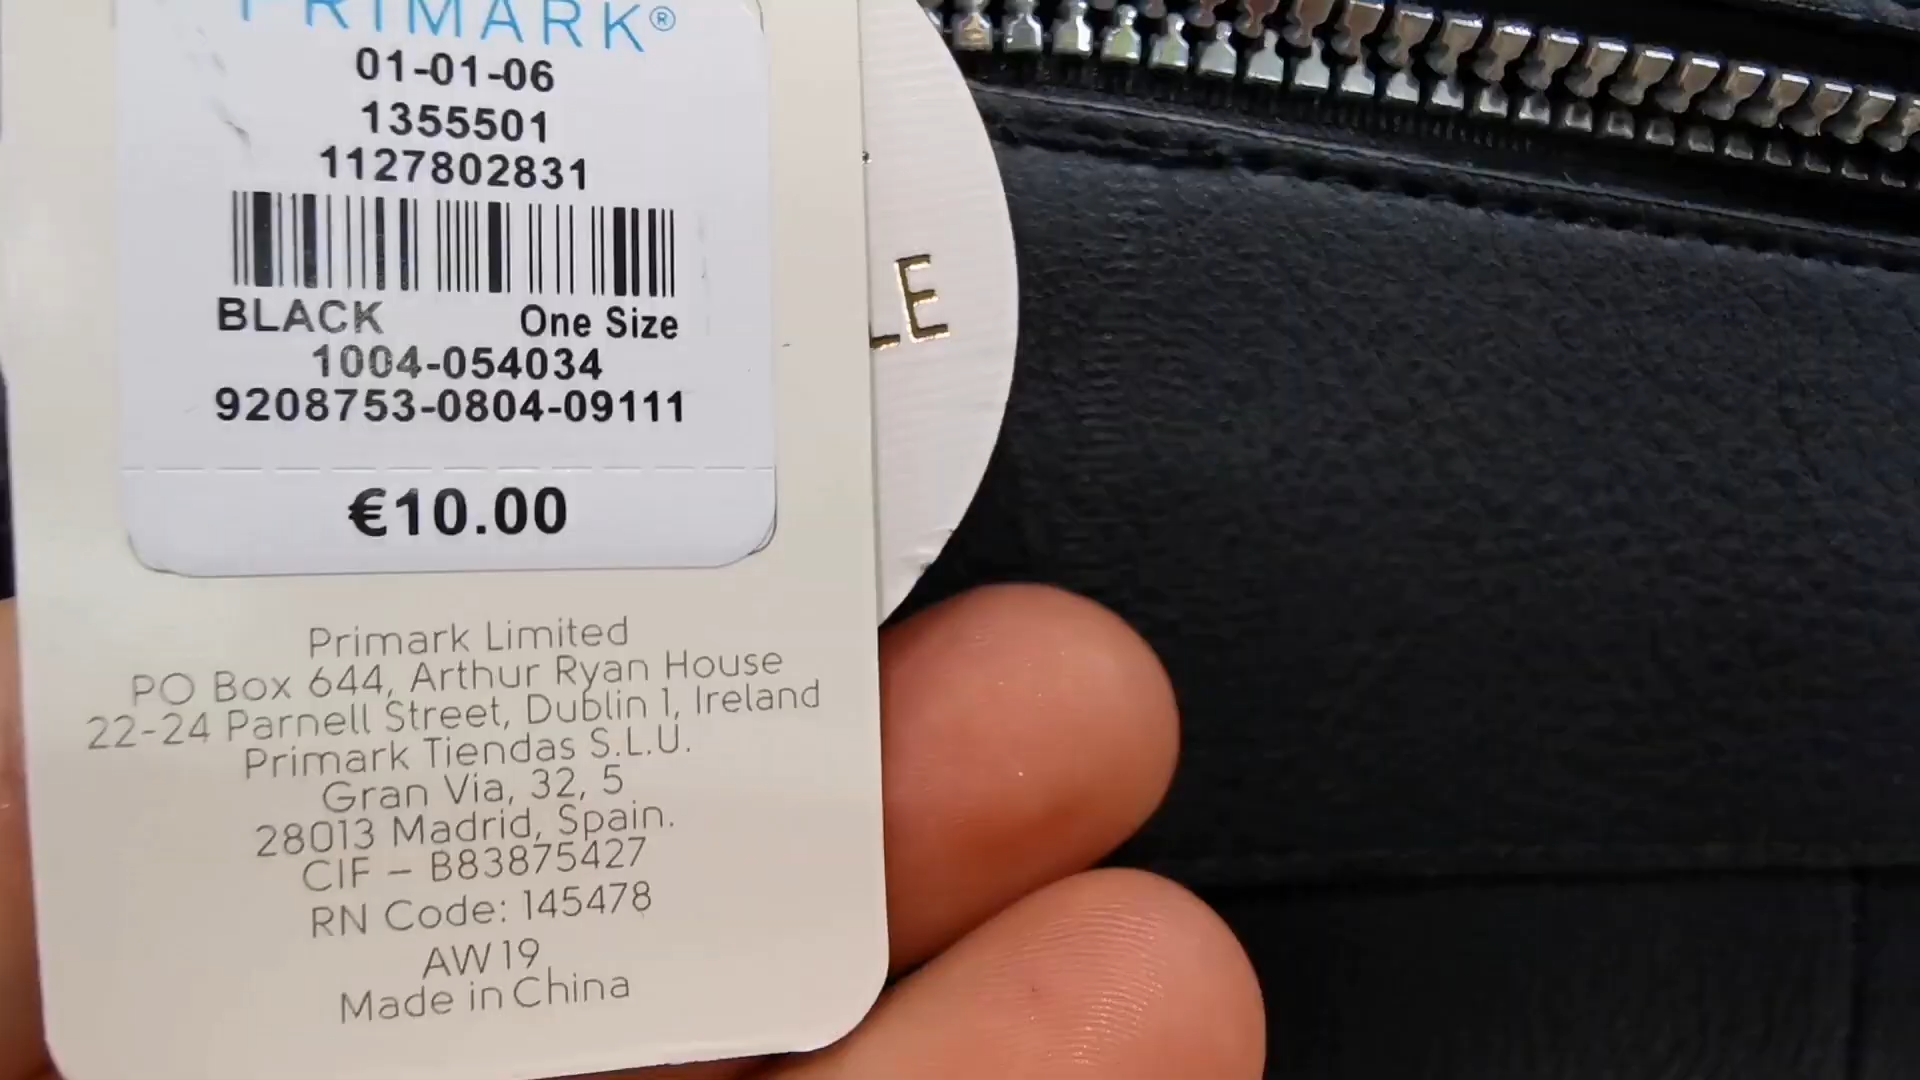 PRIMARK®
01-01-06
1355501
1127802831
BLACK One Size
1004-054034
9208753-0804-09111
€10.00
Primark Limited
PO Box 644, Arthur Ryan House
22-24 Parnell Street, Dublin 1, Ireland
Primark Tiendas S.L.U.
Gran Via, 32, 5
28013 Madrid, Spain.
CIF – B83875427
RN Code: 145478
AW19
Made in China
LE